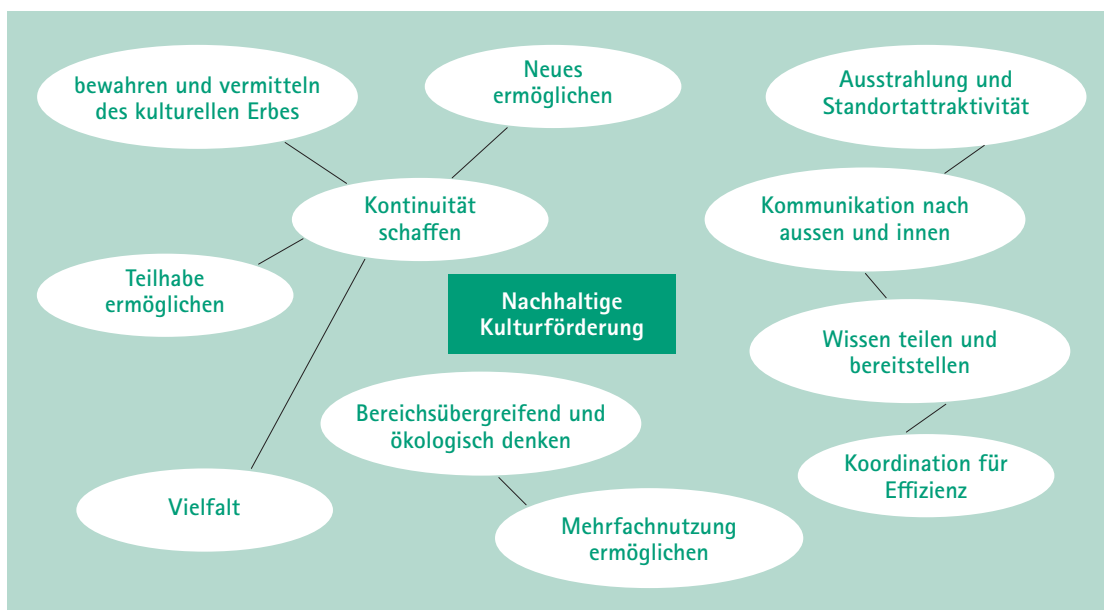 bewahren und vermitteln
des kulturellen Erbes
Neues
ermöglichen
Ausstrahlung und
Standortattraktivität
Kontinuität
schaffen
Kommunikation nach
aussen und innen
Teilhabe
ermöglichen
Nachhaltige
Kulturförderung
Wissen teilen und
bereitstellen
Bereichsübergreifend und
ökologisch denken
Koordination für
Effizienz
Vielfalt
Mehrfachnutzung
ermöglichen